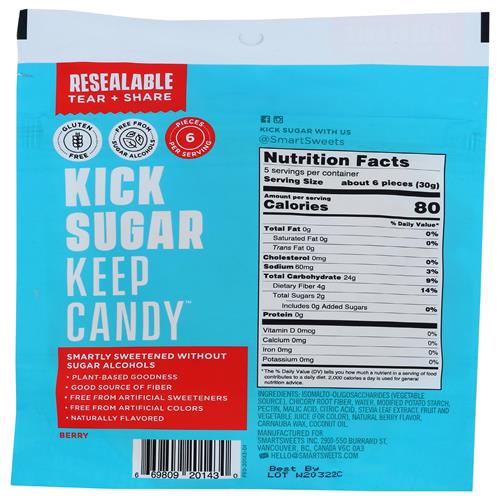 RESEALABLE
TEAR + SHARE
GLUTEN
FREE
FREE FROM
SUGAR ALCOHOLS
PIECES
6
PER SERVING
KICK
SUGAR
KEEP
CANDY™
SMARTLY SWEETENED WITHOUT
SUGAR ALCOHOLS
• PLANT-BASED GOODNESS
• GOOD SOURCE OF FIBER
• FREE FROM ARTIFICIAL SWEETENERS
• FREE FROM ARTIFICIAL COLORS
• NATURALLY FLAVORED
BERRY
6 69809 20143 0
KICK SUGAR WITH US
@SmartSweets
Nutrition Facts
5 servings per container
Serving Size about 6 pieces (30g)
Amount per serving
Calories 80
% Daily Value*
Total Fat 0g 0%
Saturated Fat 0g 0%
Trans Fat 0g
Cholesterol 0mg 0%
Sodium 60mg 3%
Total Carbohydrate 24g 9%
Dietary Fiber 4g 14%
Total Sugars 2g
Includes 0g Added Sugars 0%
Protein 0g
Vitamin D 0mcg 0%
Calcium 0mg 0%
Iron 0mg 0%
Potassium 0mg 0%
*The % Daily Value (DV) tells you how much a nutrient in a serving of food
contributes to a daily diet. 2,000 calories a day is used for general
nutrition advice.
INGREDIENTS: ISOMALTO-OLIGOSACCHARIDES (VEGETABLE
SOURCE), CHICORY ROOT FIBER, WATER, MODIFIED POTATO STARCH,
PECTIN, MALIC ACID, CITRIC ACID, STEVIA LEAF EXTRACT, FRUIT AND
VEGETABLE JUICE (FOR COLOR), NATURAL BERRY FLAVOR,
CARNAUBA WAX, COCONUT OIL.
MANUFACTURED FOR
SMARTSWEETS INC. 2900-550 BURRARD ST,
VANCOUVER, BC, CANADA V6C 0A3
HELLO@SMARTSWEETS.COM
Best By
LOT W20322C